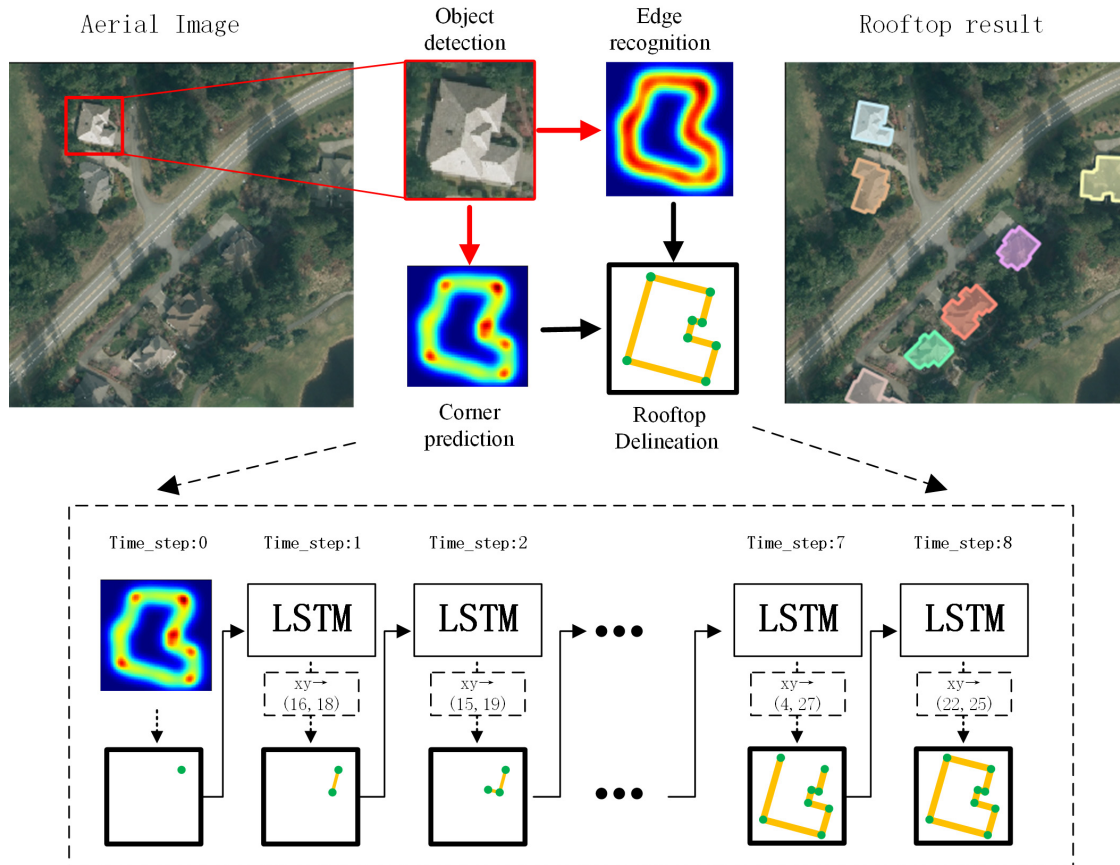 Aerial Image
Object
detection
Edge
recognition
Rooftop result
Corner
prediction
Rooftop
Delineation
Time_step:0
Time_step:1
Time_step:2
Time_step:7
Time_step:8
LSTM
LSTM
LSTM
LSTM
xy→
(16, 18)
xy→
(15, 19)
xy→
(4, 27)
xy→
(22, 25)